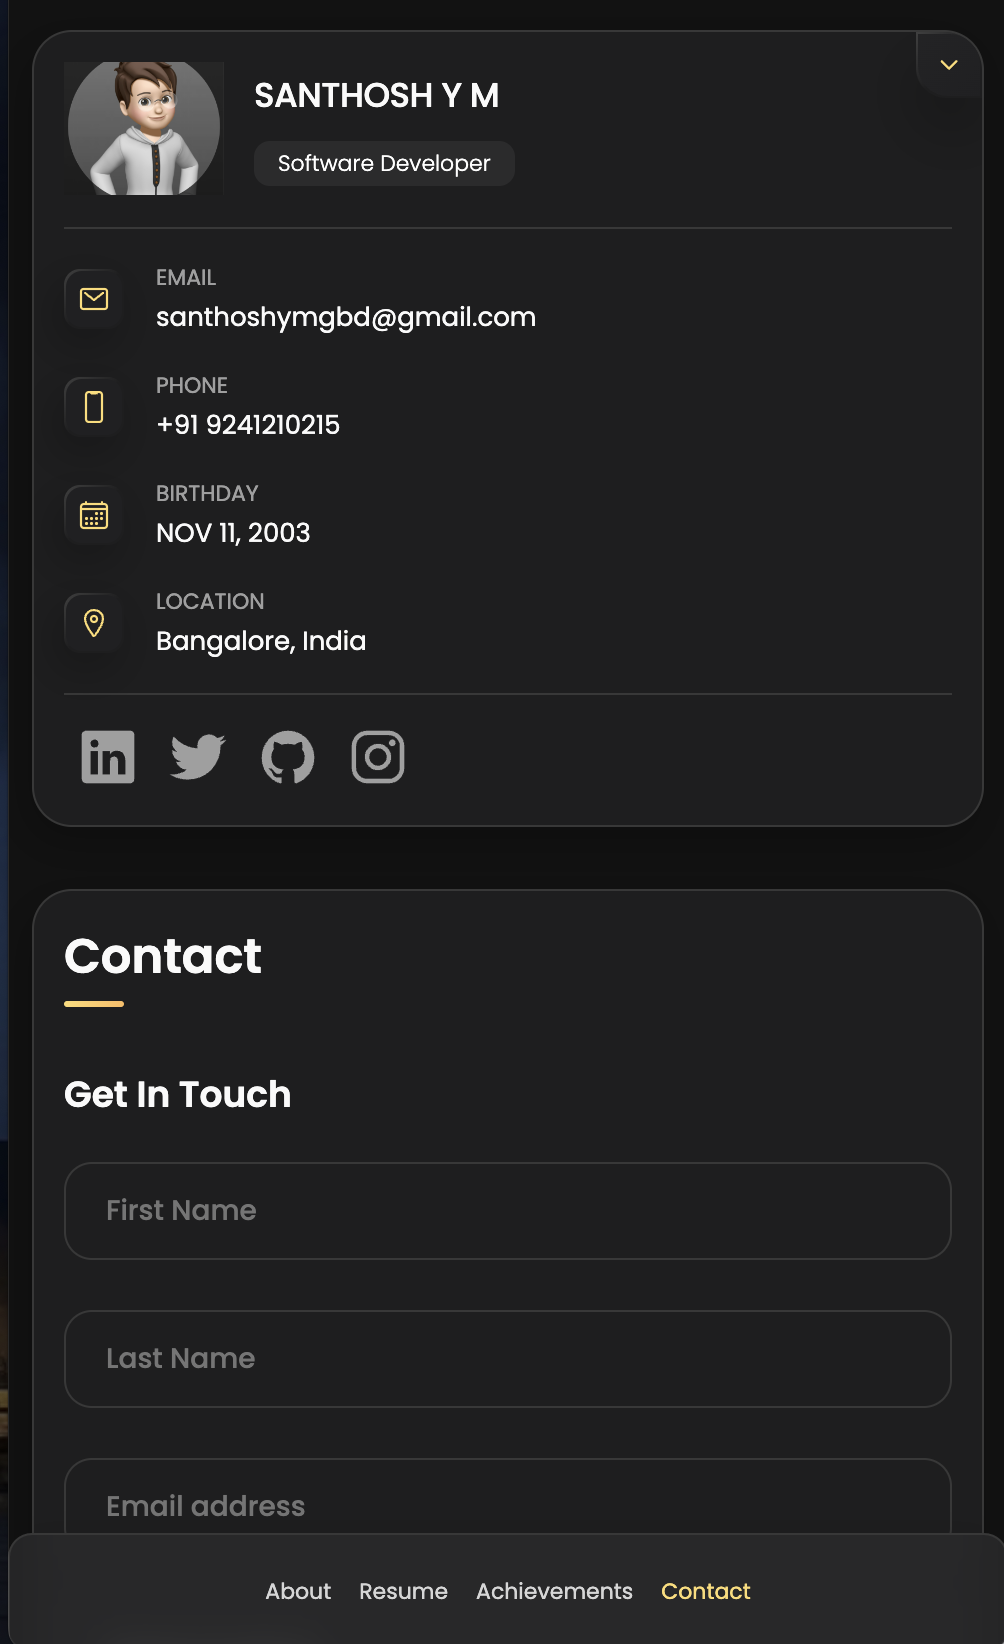 SANTHOSH Y M
Software Developer
EMAIL
santhoshymgbd@gmail.com
PHONE
+91 9241210215
BIRTHDAY
NOV 11, 2003
LOCATION
Bangalore, India
in
Contact
Get In Touch
First Name
Last Name
Email address
About Resume Achievements Contact